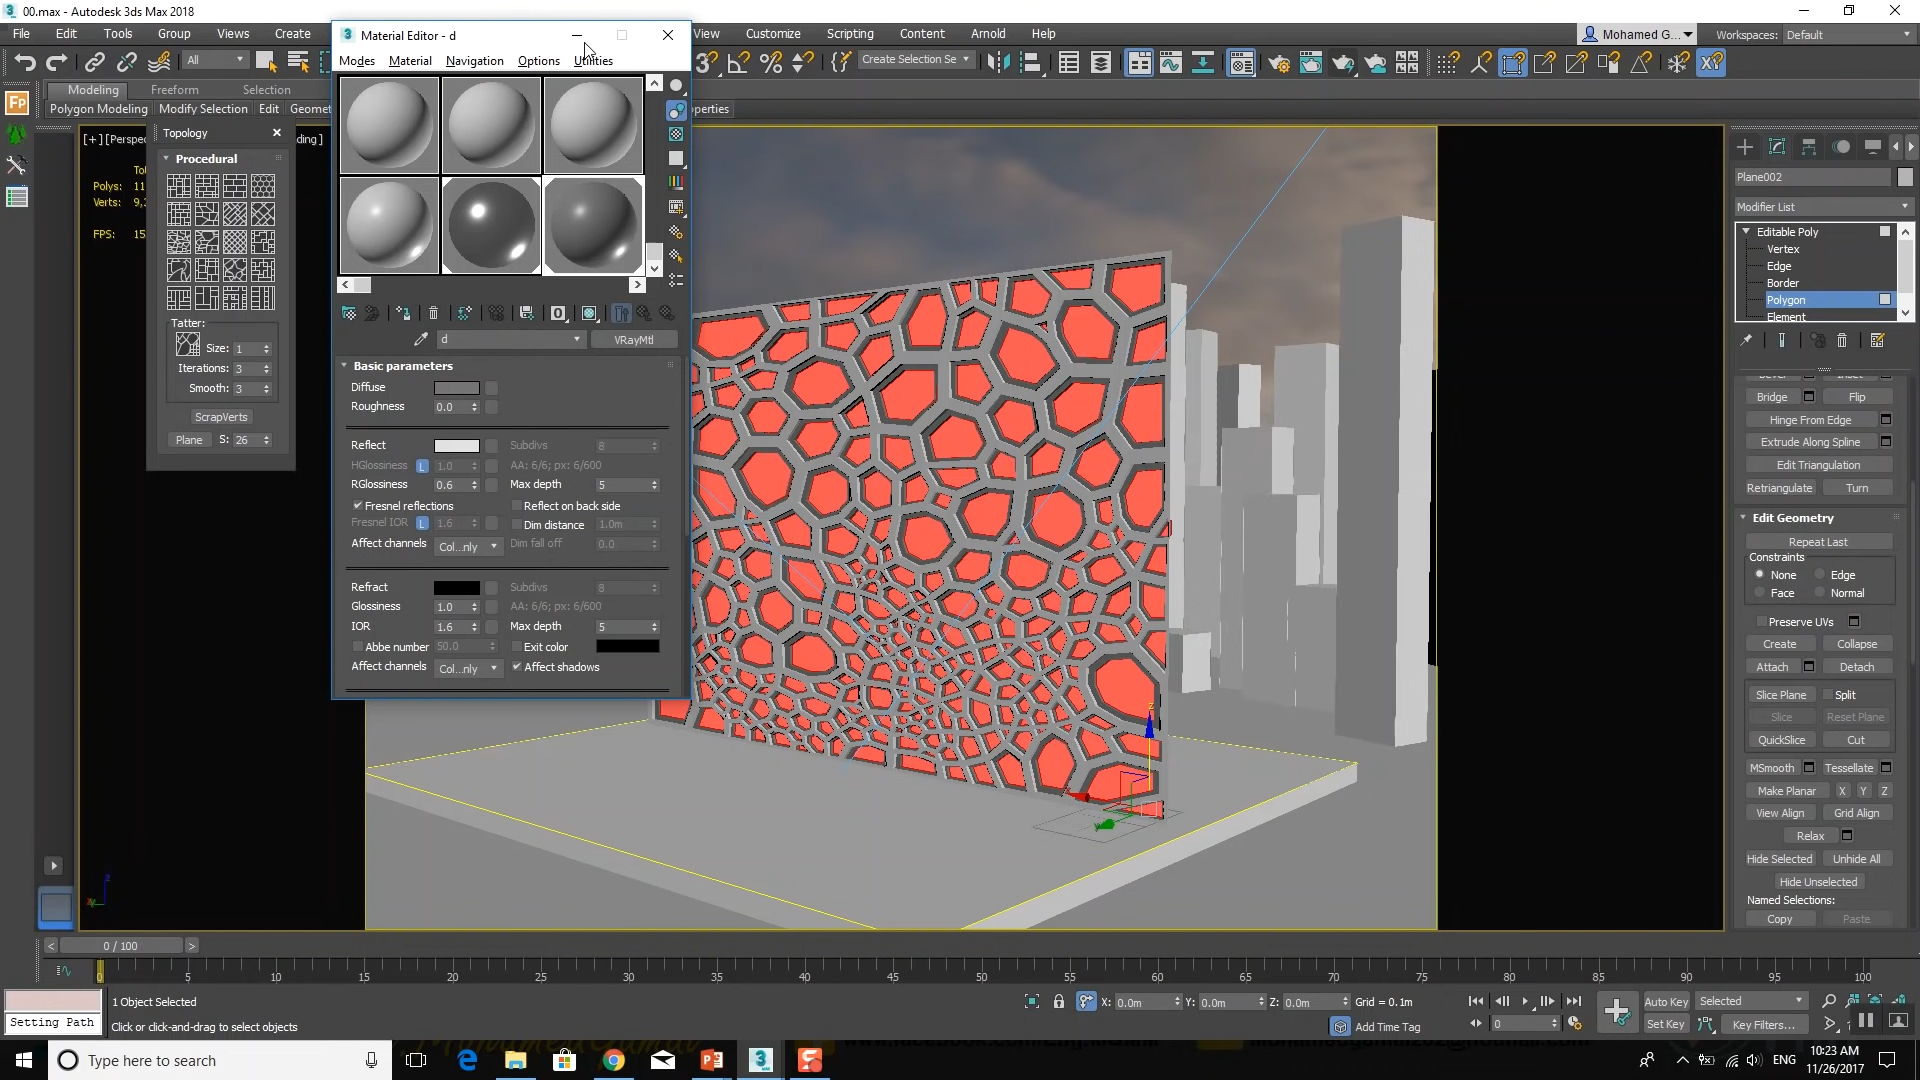 00.max - Autodesk 3ds Max 2018
File Edit Tools Group Views Create View Customize Scripting Content Arnold Help
Mohamed G... Workspaces: Default
All
Create Selection Se
Modeling Freeform Selection
Polygon Modeling Modify Selection Edit
Material Editor - d
Modes Material Navigation Options Utilities
[+][Perspe
Polys: 11
FPS: 15
Topology
Procedural
Tatter:
Size: 1
Iterations: 3
Smooth: 3
ScrapVerts
Plane S: 26
d VRayMtl
Basic parameters
Diffuse
Roughness 0.0
Reflect Subdivs 8
HGlossiness L 1.0 AA: 6/6; px: 6/600
RGlossiness 0.6 Max depth 5
Fresnel reflections Reflect on back side
Fresnel IOR L 1.6 Dim distance 1.0m
Affect channels Col...nly Dim fall off 0.0
Refract Subdivs 8
Glossiness 1.0 AA: 6/6; px: 6/600
IOR 1.6 Max depth 5
Abbe number 50.0 Exit color
Affect channels Col...nly Affect shadows
Plane002
Modifier List
Editable Poly
Vertex
Edge
Border
Polygon
Element
Bridge Flip
Hinge From Edge
Extrude Along Spline
Edit Triangulation
Retriangulate Turn
Edit Geometry
Repeat Last
Constraints
None Edge
Face Normal
Preserve UVs
Create Collapse
Attach Detach
Slice Plane Split
Slice Reset Plane
QuickSlice Cut
MSmooth Tessellate
Make Planar X Y Z
View Align Grid Align
Relax
Hide Selected Unhide All
Hide Unselected
Named Selections:
Copy Paste
0 / 100
0 5 10 15 20 25 30 35 40 45 50 55 60 65 70 75 80 85 90 95 100
1 Object Selected
Click or click-and-drag to select objects
Setting Path
X: 0.0m Y: 0.0m Z: 0.0m Grid = 0.1m
Add Time Tag
0
Auto Key Selected
Set Key Key Filters...
Type here to search
ENG
10:23 AM
11/26/2017